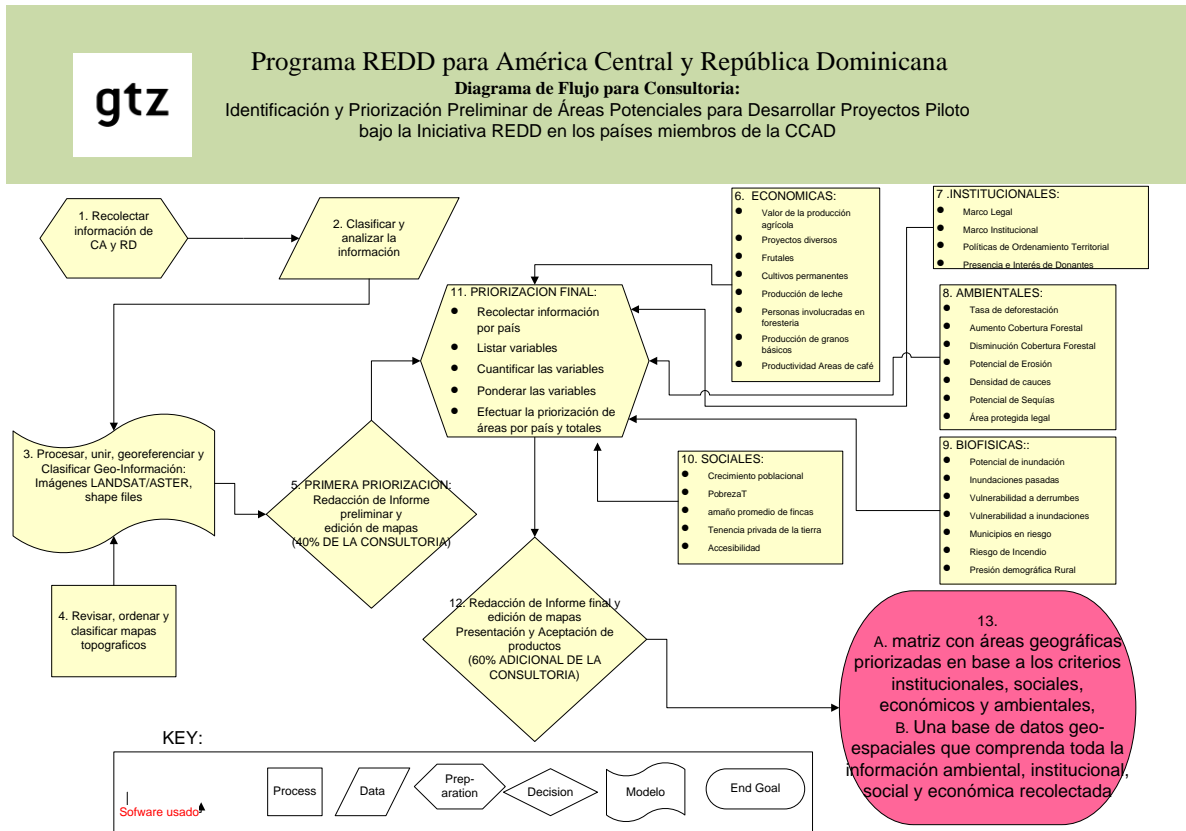 gtz
Programa REDD para América Central y República Dominicana
Diagrama de Flujo para Consultoria:
Identificación y Priorización Preliminar de Áreas Potenciales para Desarrollar Proyectos Piloto
bajo la Iniciativa REDD en los países miembros de la CCAD
1. Recolectar
información de
CA y RD
2. Clasificar y
analizar la
información
3. Procesar, unir, georeferenciar y
Clasificar Geo-Información:
Imágenes LANDSAT/ASTER,
shape files
4. Revisar, ordenar y
clasificar mapas
topograficos
5. PRIMERA PRIORIZACION:
Redacción de Informe
preliminar y
edición de mapas
(40% DE LA CONSULTORIA)
6. ECONOMICAS:
● Valor de la producción
agrícola
● Proyectos diversos
● Frutales
● Cultivos permanentes
● Producción de leche
● Personas involucradas en
foresteria
● Producción de granos
básicos
● Productividad Areas de café
7 .INSTITUCIONALES:
● Marco Legal
● Marco Institucional
● Políticas de Ordenamiento Territorial
● Presencia e Interés de Donantes
8. AMBIENTALES:
● Tasa de deforestación
● Aumento Cobertura Forestal
● Disminución Cobertura Forestal
● Potencial de Erosión
● Densidad de cauces
● Potencial de Sequías
● Área protegida legal
9. BIOFISICAS::
● Potencial de inundación
● Inundaciones pasadas
● Vulnerabilidad a derrumbes
● Vulnerabilidad a inundaciones
● Municipios en riesgo
● Riesgo de Incendio
● Presión demográfica Rural
10. SOCIALES:
● Crecimiento poblacional
● PobrezaT
● amaño promedio de fincas
● Tenencia privada de la tierra
● Accesibilidad
11. PRIORIZACION FINAL:
● Recolectar información
por país
● Listar variables
● Cuantificar las variables
● Ponderar las variables
● Efectuar la priorización de
áreas por país y totales
12. Redacción de Informe final y
edición de mapas
Presentación y Aceptación de
productos
(60% ADICIONAL DE LA
CONSULTORIA)
13.
A. matriz con áreas geográficas
priorizadas en base a los criterios
institucionales, sociales,
económicos y ambientales,
B. Una base de datos geo-
espaciales que comprenda toda la
información ambiental, institucional,
social y económica recolectada
KEY:
Sofware usado
Process
Data
Prep-
aration
Decision
Modelo
End Goal